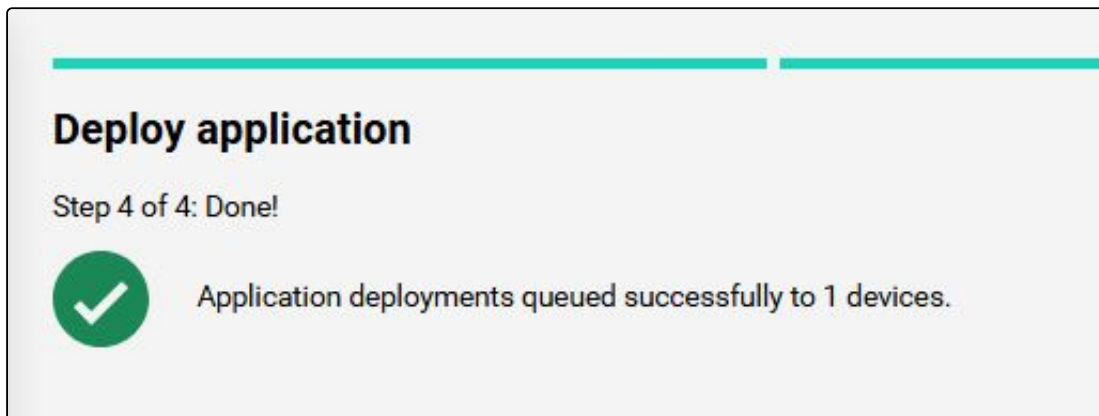 Deploy application
Step 4 of 4: Done!
Application deployments queued successfully to 1 devices.